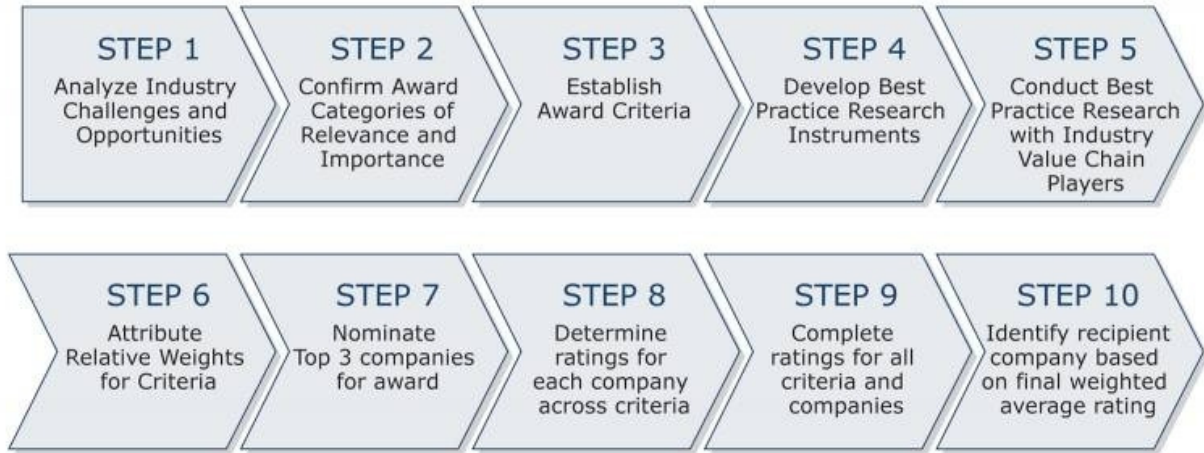 STEP 1
Analyze Industry
Challenges and
Opportunities
STEP 2
Confirm Award
Categories of
Relevance and
Importance
STEP 3
Establish
Award Criteria
STEP 4
Develop Best
Practice Research
Instruments
STEP 5
Conduct Best
Practice Research
with Industry
Value Chain
Players
STEP 6
Attribute
Relative Weights
for Criteria
STEP 7
Nominate
Top 3 companies
for award
STEP 8
Determine
ratings for
each company
across criteria
STEP 9
Complete
ratings for all
criteria and
companies
STEP 10
Identify recipient
company based
on final weighted
average rating